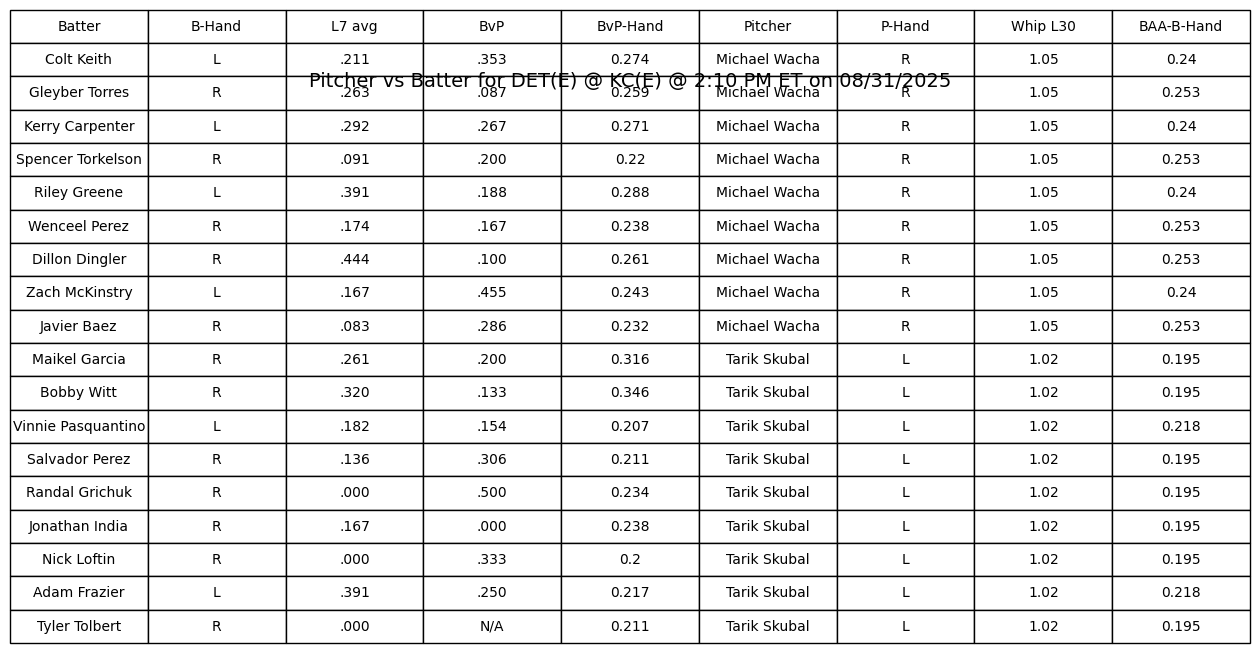 Batter B-Hand L7 avg BvP BvP-Hand Pitcher P-Hand Whip L30 BAA-B-Hand
Colt Keith L .211 .353 0.274 Michael Wacha R 1.05 0.24
Pitcher vs Batter for DET(E) @ KC(E) @ 2:10 PM ET on 08/31/2025
Gleyber Torres R .263 .087 0.259 Michael Wacha R 1.05 0.253
Kerry Carpenter L .292 .267 0.271 Michael Wacha R 1.05 0.24
Spencer Torkelson R .091 .200 0.22 Michael Wacha R 1.05 0.253
Riley Greene L .391 .188 0.288 Michael Wacha R 1.05 0.24
Wenceel Perez R .174 .167 0.238 Michael Wacha R 1.05 0.253
Dillon Dingler R .444 .100 0.261 Michael Wacha R 1.05 0.253
Zach McKinstry L .167 .455 0.243 Michael Wacha R 1.05 0.24
Javier Baez R .083 .286 0.232 Michael Wacha R 1.05 0.253
Maikel Garcia R .261 .200 0.316 Tarik Skubal L 1.02 0.195
Bobby Witt R .320 .133 0.346 Tarik Skubal L 1.02 0.195
Vinnie Pasquantino L .182 .154 0.207 Tarik Skubal L 1.02 0.218
Salvador Perez R .136 .306 0.211 Tarik Skubal L 1.02 0.195
Randal Grichuk R .000 .500 0.234 Tarik Skubal L 1.02 0.195
Jonathan India R .167 .000 0.238 Tarik Skubal L 1.02 0.195
Nick Loftin R .000 .333 0.2 Tarik Skubal L 1.02 0.195
Adam Frazier L .391 .250 0.217 Tarik Skubal L 1.02 0.218
Tyler Tolbert R .000 N/A 0.211 Tarik Skubal L 1.02 0.195